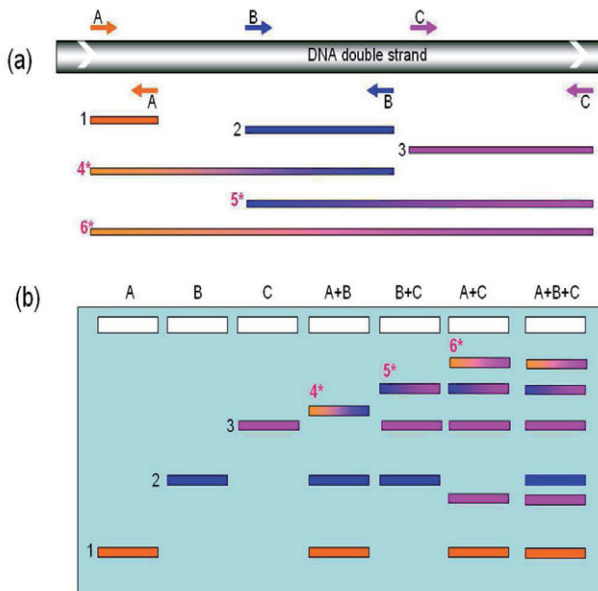 A B C
(a)
DNA double strand
A B C
1
2
3
4*
5*
6*
(b)
A B C A+B B+C A+C A+B+C
6*
5*
4*
3
2
1